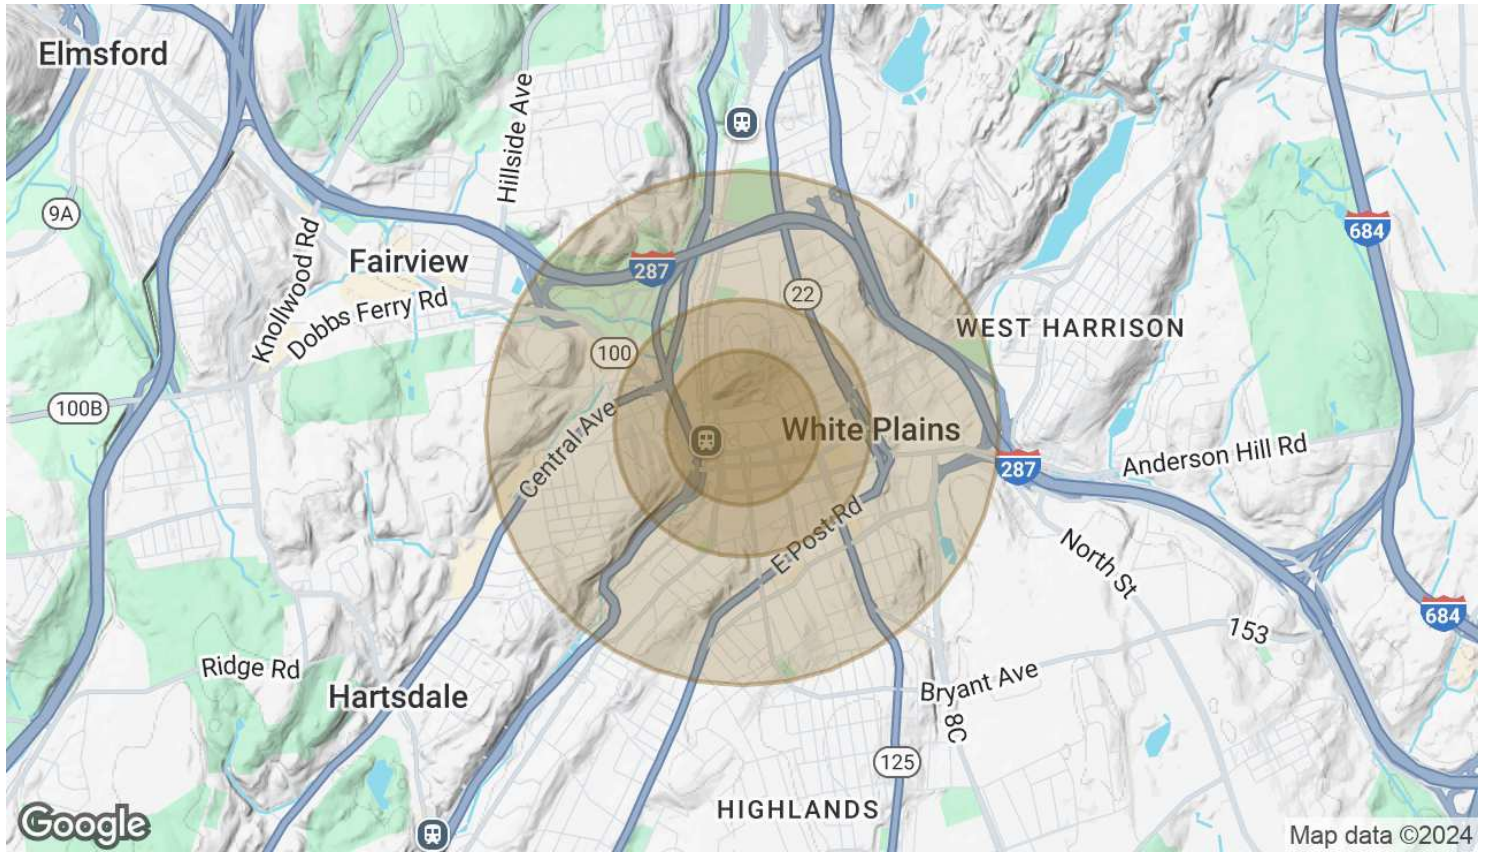 Elmsford
Hillside Ave
9A
Knollwood Rd
Fairview
287
684
22
Dobbs Ferry Rd
WEST HARRISON
100
100B
Central Ave
White Plains
Anderson Hill Rd
287
E Post Rd
North St
684
153
Ridge Rd
Hartsdale
Bryant Ave
8C
125
HIGHLANDS
Google
Map data ©2024